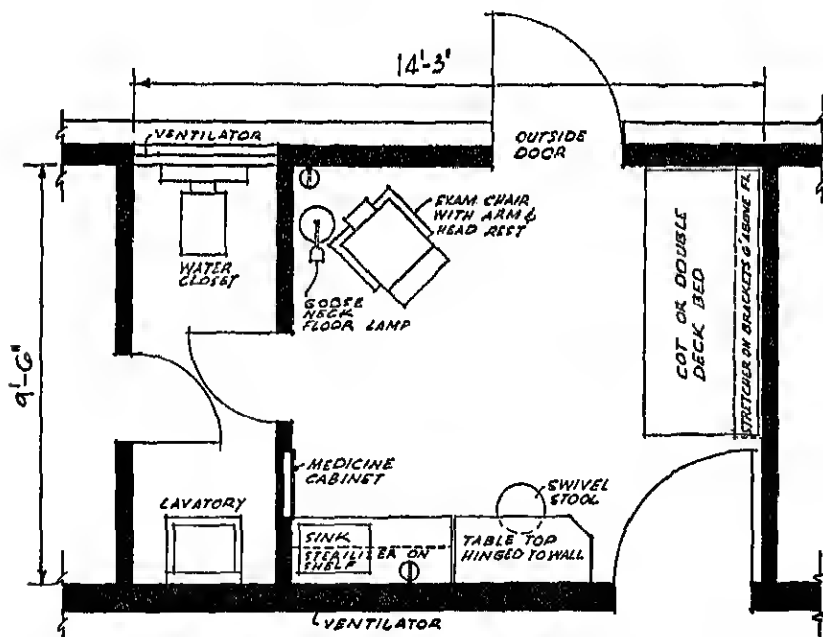 14'-3"
VENTILATOR
OUTSIDE
DOOR
EXAM. CHAIR
WITH ARM &
HEAD REST
WATER
CLOSET
GOOSE
NECK
FLOOR LAMP
COT OR DOUBLE
DECK BED
STRETCHER ON BRACKETS 6' ABOVE FL
9'-6"
MEDICINE
CABINET
LAVATORY
SWIVEL
STOOL
SINK
STERILIZER ON
SHELF
TABLE TOP
HINGED TO WALL
VENTILATOR